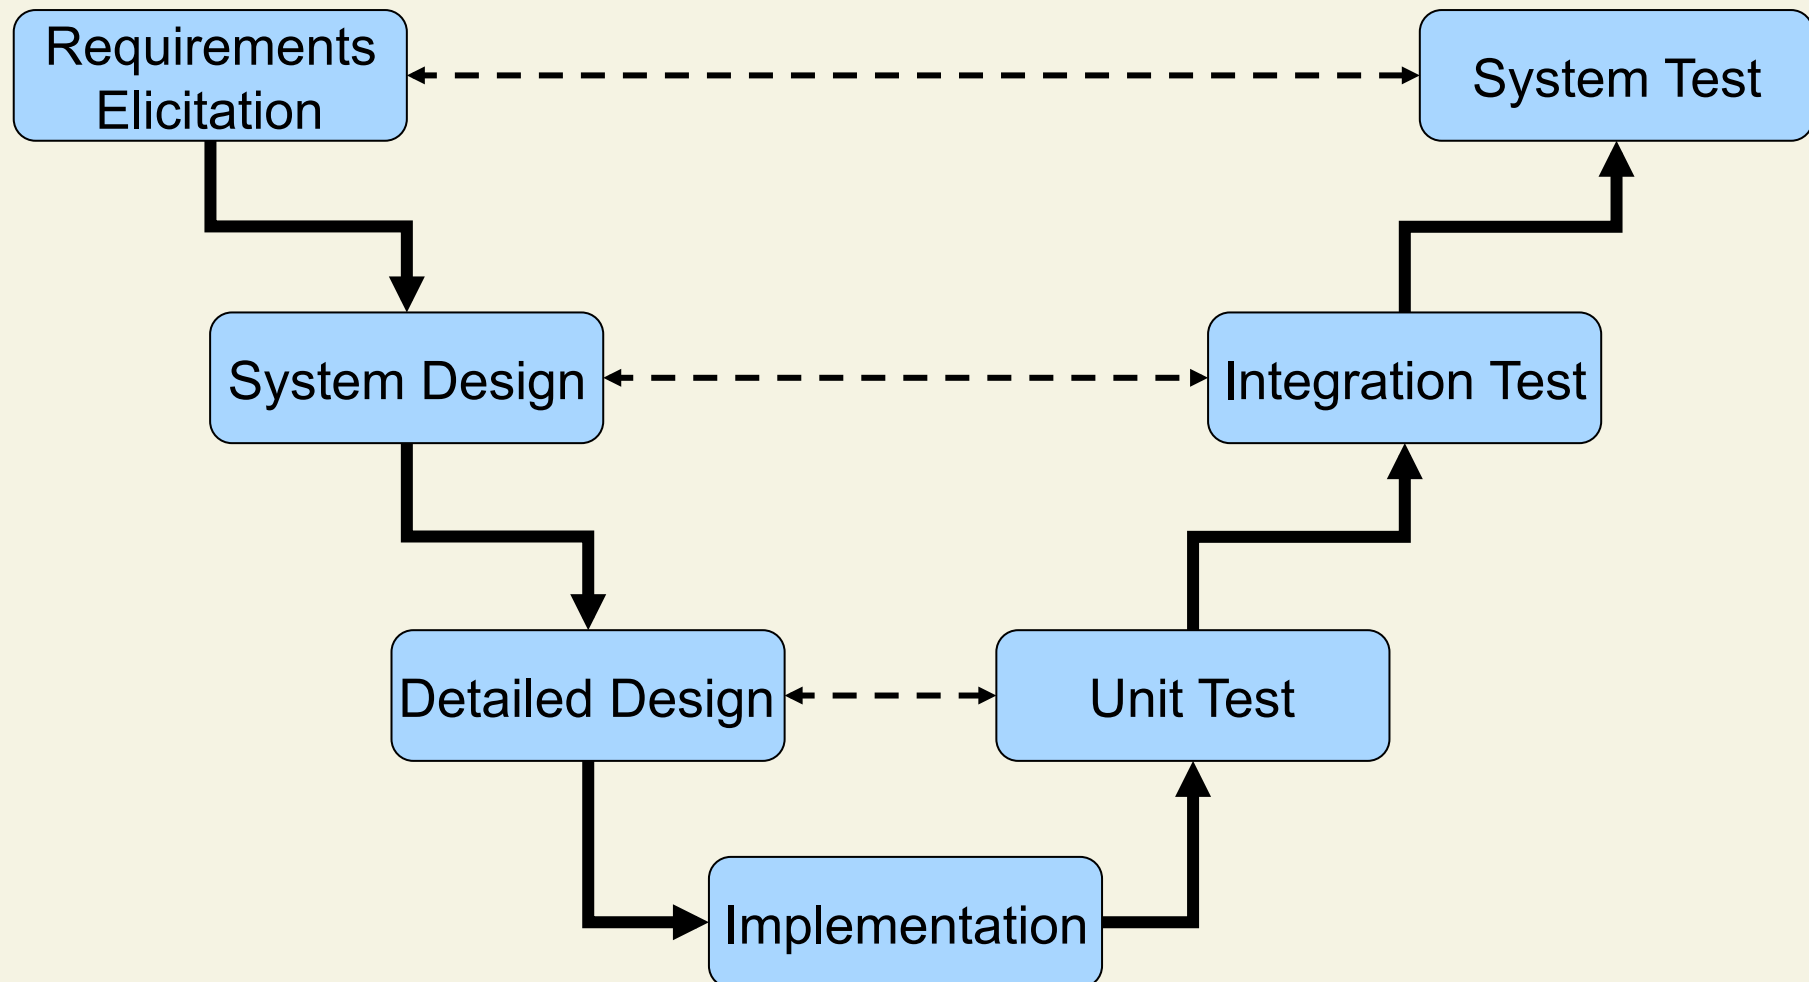 Requirements
Elicitation
System Test
System Design
Integration Test
Detailed Design
Unit Test
Implementation